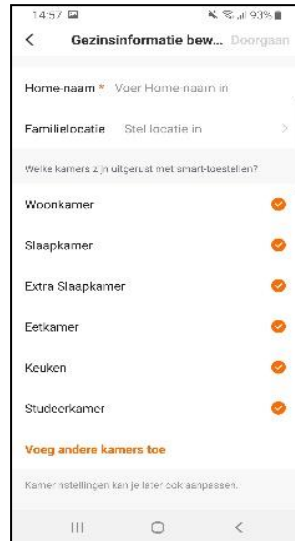 14:57 93%
Gezinsinformatie bew... Doorgaan
Home-naam * Voer Home-naam in
Familielocatie Stel locatie in
Welke kamers zijn uitgerust met smart-toestellen?
Woonkamer
Slaapkamer
Extra Slaapkamer
Eetkamer
Keuken
Studeerkamer
Voeg andere kamers toe
Kamerinstellingen kan je later ook aanpassen.